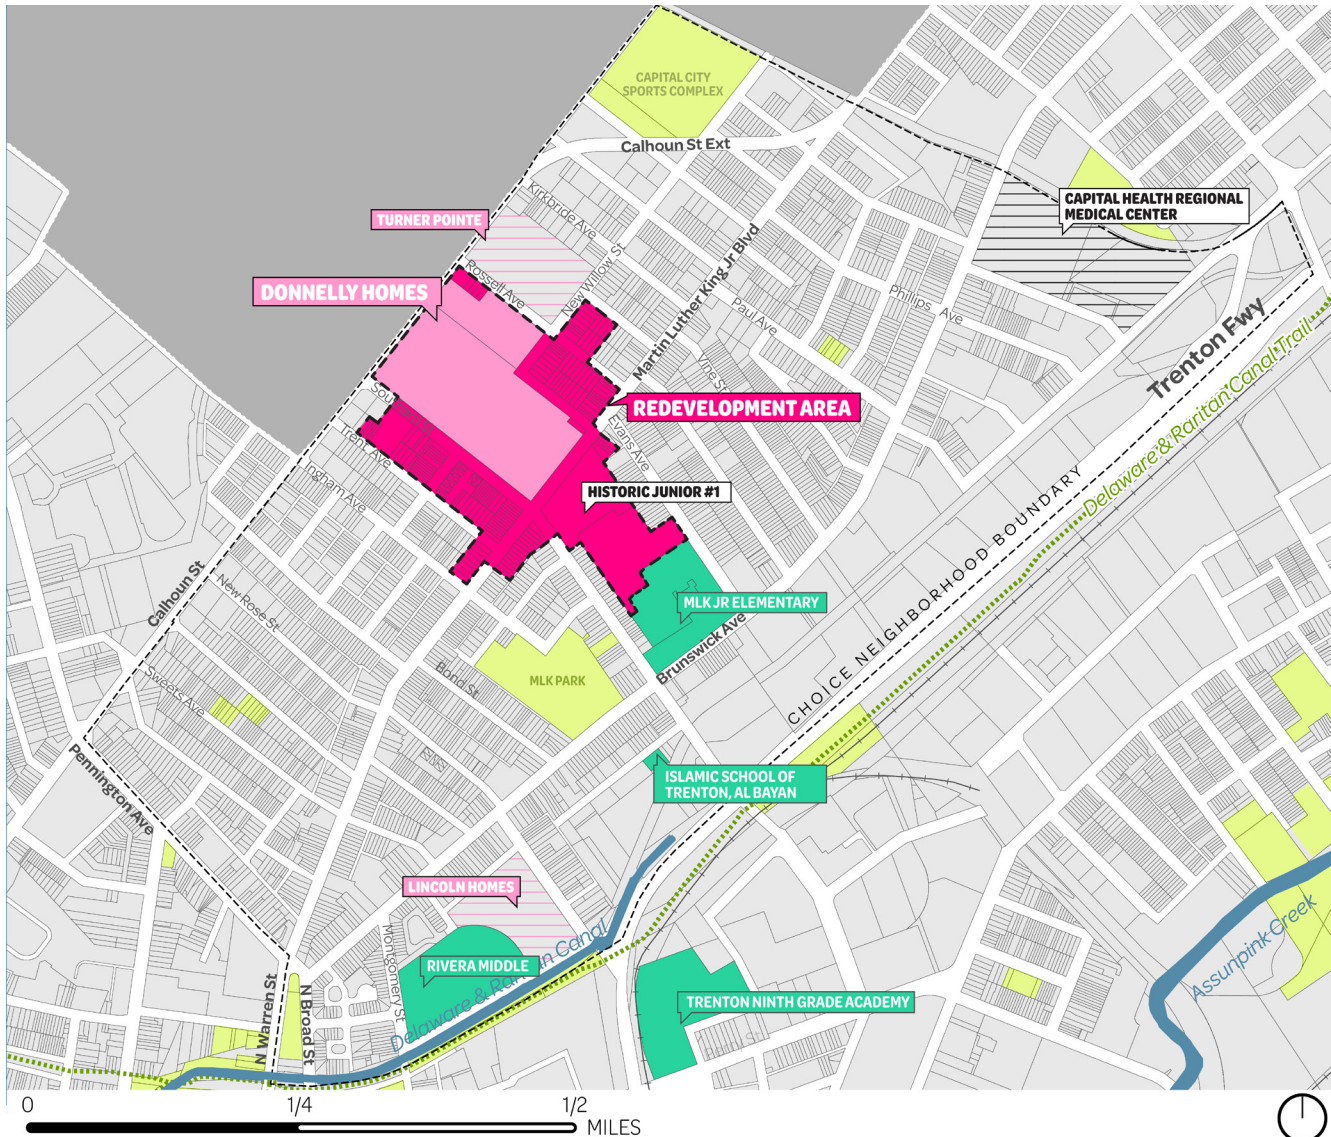 CAPITAL CITY
SPORTS COMPLEX
Calhoun St Ext
Kirkbride Ave
CAPITAL HEALTH REGIONAL
MEDICAL CENTER
TURNER POINTE
New Willow St
Martin Luther King Jr Blvd
Rossell Ave
DONNELLY HOMES
Phillips Ave
Paul Ave
Trenton Fwy
Delaware & Raritan Canal Trail
Vine St
REDEVELOPMENT AREA
Trent Ave
Evans Ave
Ingham Ave
HISTORIC JUNIOR #1
CHOICE NEIGHBORHOOD BOUNDARY
Calhoun St
New Rose St
MLK JR ELEMENTARY
Brunswick Ave
Bond St
MLK PARK
Sweets Ave
Pennington Ave
ISLAMIC SCHOOL OF
TRENTON, AL BAYAN
LINCOLN HOMES
Montgomery St
RIVERA MIDDLE
Delaware & Raritan Canal
Assunpink Creek
N Warren St
N Broad St
TRENTON NINTH GRADE ACADEMY
0
1/4
1/2
MILES